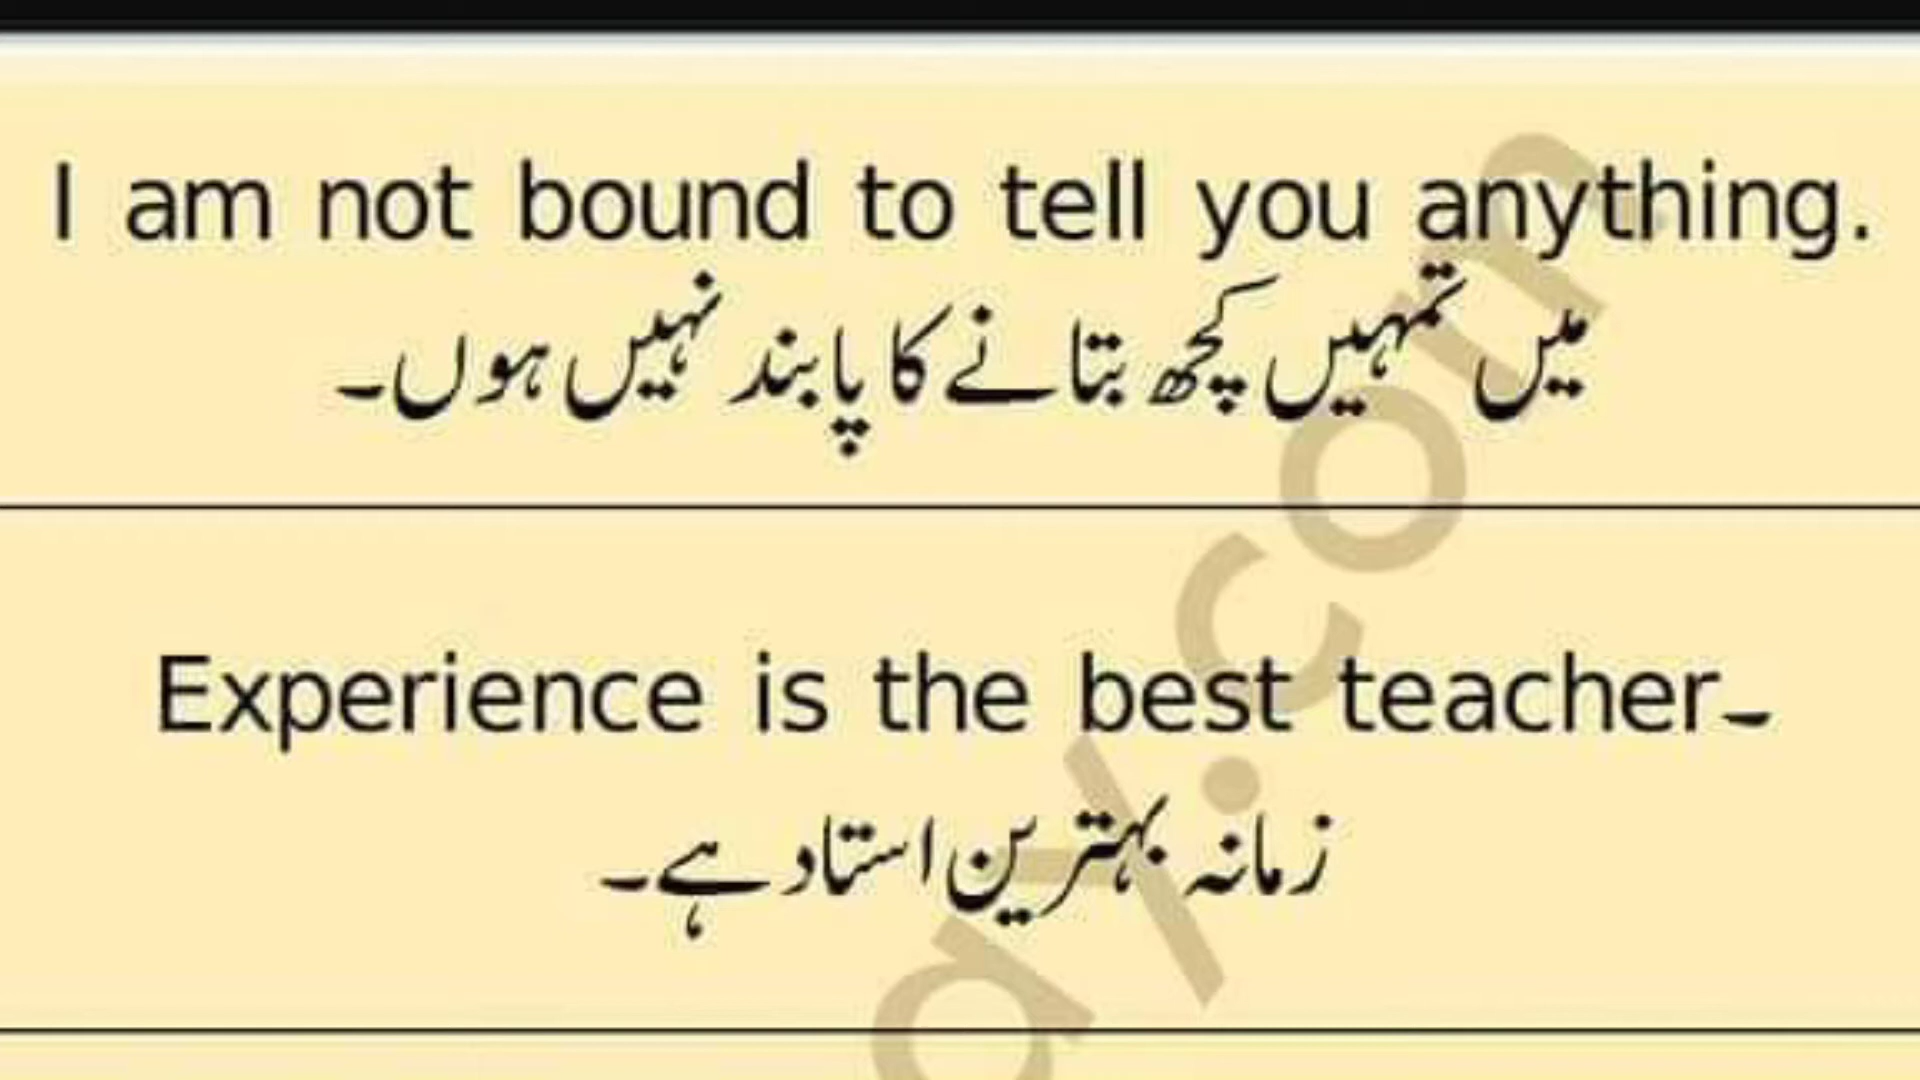 I am not bound to tell you anything.
میں تمہیں کچھ بتانے کا پابند نہیں ہوں۔
Experience is the best teacher۔
زمانہ بہترین استاد ہے۔